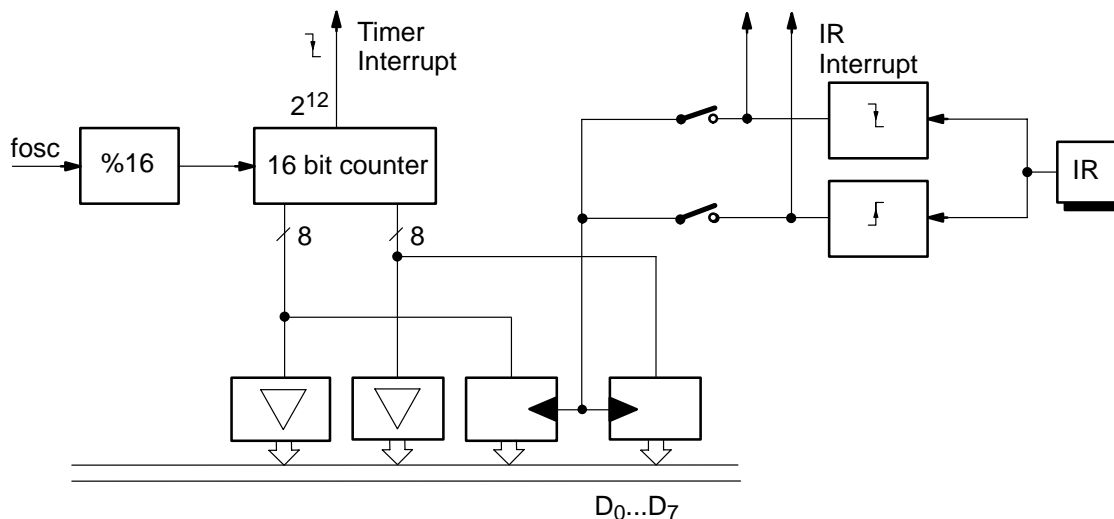 Timer
Interrupt
IR
Interrupt
2¹²
fosc
%16
16 bit counter
IR
8
8
D₀...D₇